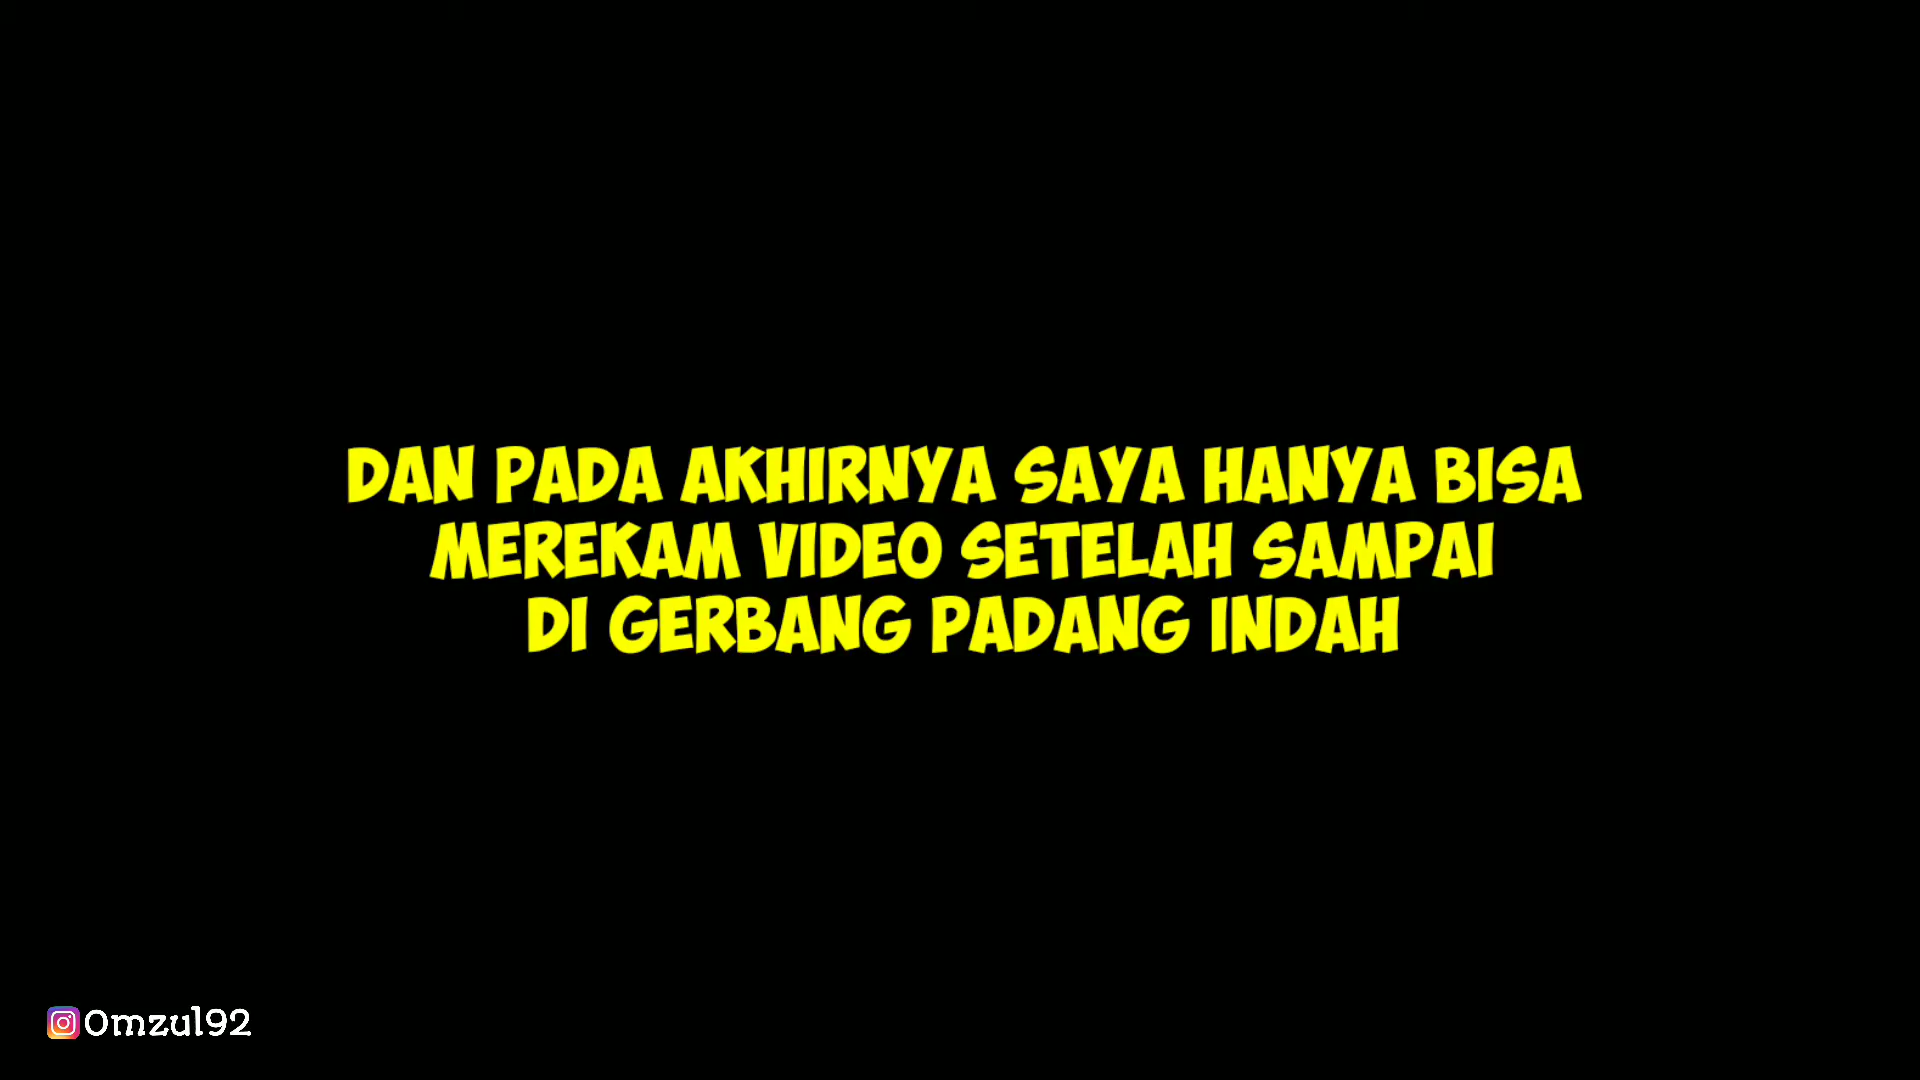 DAN PADA AKHIRNYA SAYA HANYA BISA
MEREKAM VIDEO SETELAH SAMPAI
DI GERBANG PADANG INDAH
Omzul92